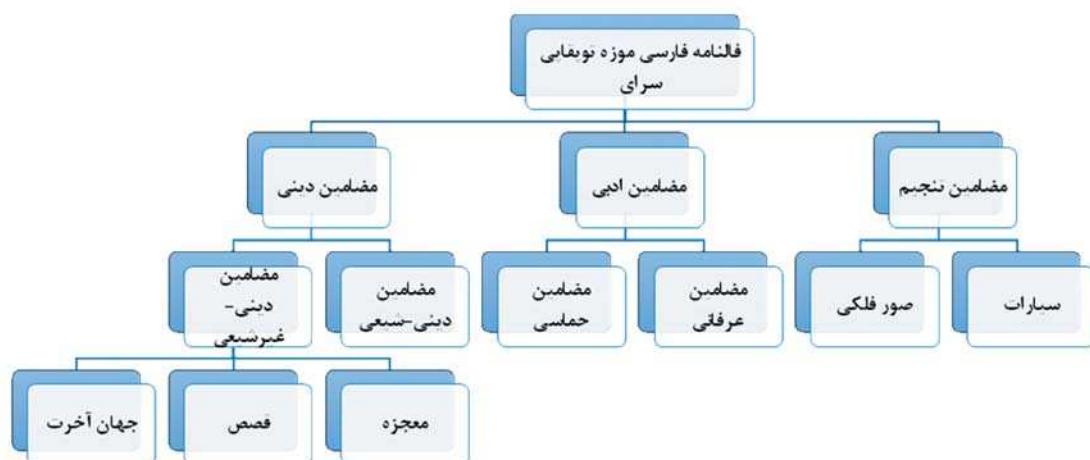 فالنامه فارسی موزه توپقاپی
سرای
مضامین تنجیم
مضامین ادبی
مضامین دینی
سیارات
صور فلکی
مضامین
عرفانی
مضامین
حماسی
مضامین
دینی-شیعی
مضامین
دینی-
غیرشیعی
معجزه
قصص
جهان آخرت